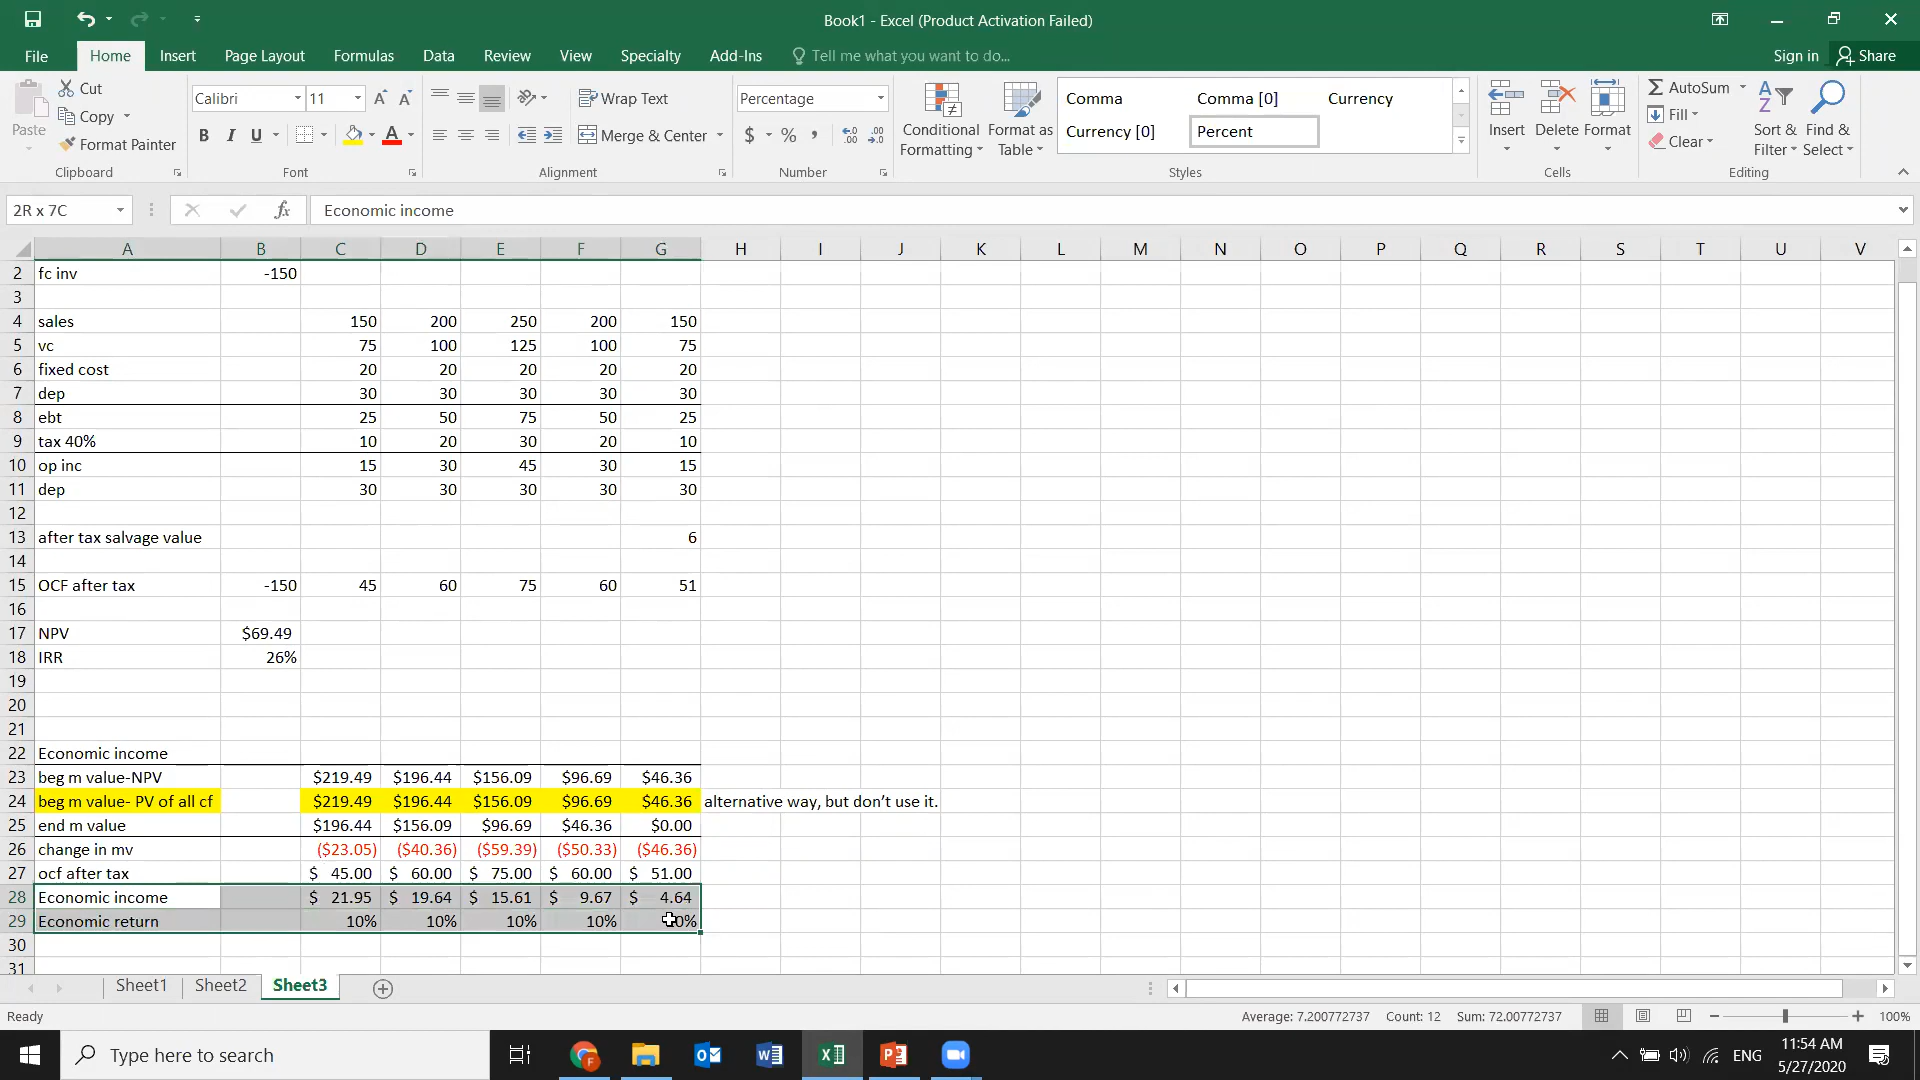 Book1 - Excel (Product Activation Failed)
File Home Insert Page Layout Formulas Data Review View Specialty Add-Ins Tell me what you want to do... Sign in Share
Paste Cut Copy Format Painter Clipboard
Calibri 11 B I U Font
Wrap Text Merge & Center Alignment
Percentage $ % , Number
Conditional Formatting Format as Table
Comma Comma [0] Currency
Currency [0] Percent
Styles
Insert Delete Format Cells
AutoSum Fill Clear Sort & Filter Find & Select Editing
2R x 7C fx Economic income
A B C D E F G H I J K L M N O P Q R S T U V
2 fc inv -150
3
4 sales 150 200 250 200 150
5 vc 75 100 125 100 75
6 fixed cost 20 20 20 20 20
7 dep 30 30 30 30 30
8 ebt 25 50 75 50 25
9 tax 40% 10 20 30 20 10
10 op inc 15 30 45 30 15
11 dep 30 30 30 30 30
12
13 after tax salvage value 6
14
15 OCF after tax -150 45 60 75 60 51
16
17 NPV $69.49
18 IRR 26%
19
20
21
22 Economic income
23 beg m value-NPV $219.49 $196.44 $156.09 $96.69 $46.36
24 beg m value- PV of all cf $219.49 $196.44 $156.09 $96.69 $46.36 alternative way, but don't use it.
25 end m value $196.44 $156.09 $96.69 $46.36 $0.00
26 change in mv ($23.05) ($40.36) ($59.39) ($50.33) ($46.36)
27 ocf after tax $ 45.00 $ 60.00 $ 75.00 $ 60.00 $ 51.00
28 Economic income $ 21.95 $ 19.64 $ 15.61 $ 9.67 $ 4.64
29 Economic return 10% 10% 10% 10%
30
31
Sheet1 Sheet2 Sheet3
Ready Average: 7.200772737 Count: 12 Sum: 72.00772737 100%
Type here to search ENG 11:54 AM
5/27/2020